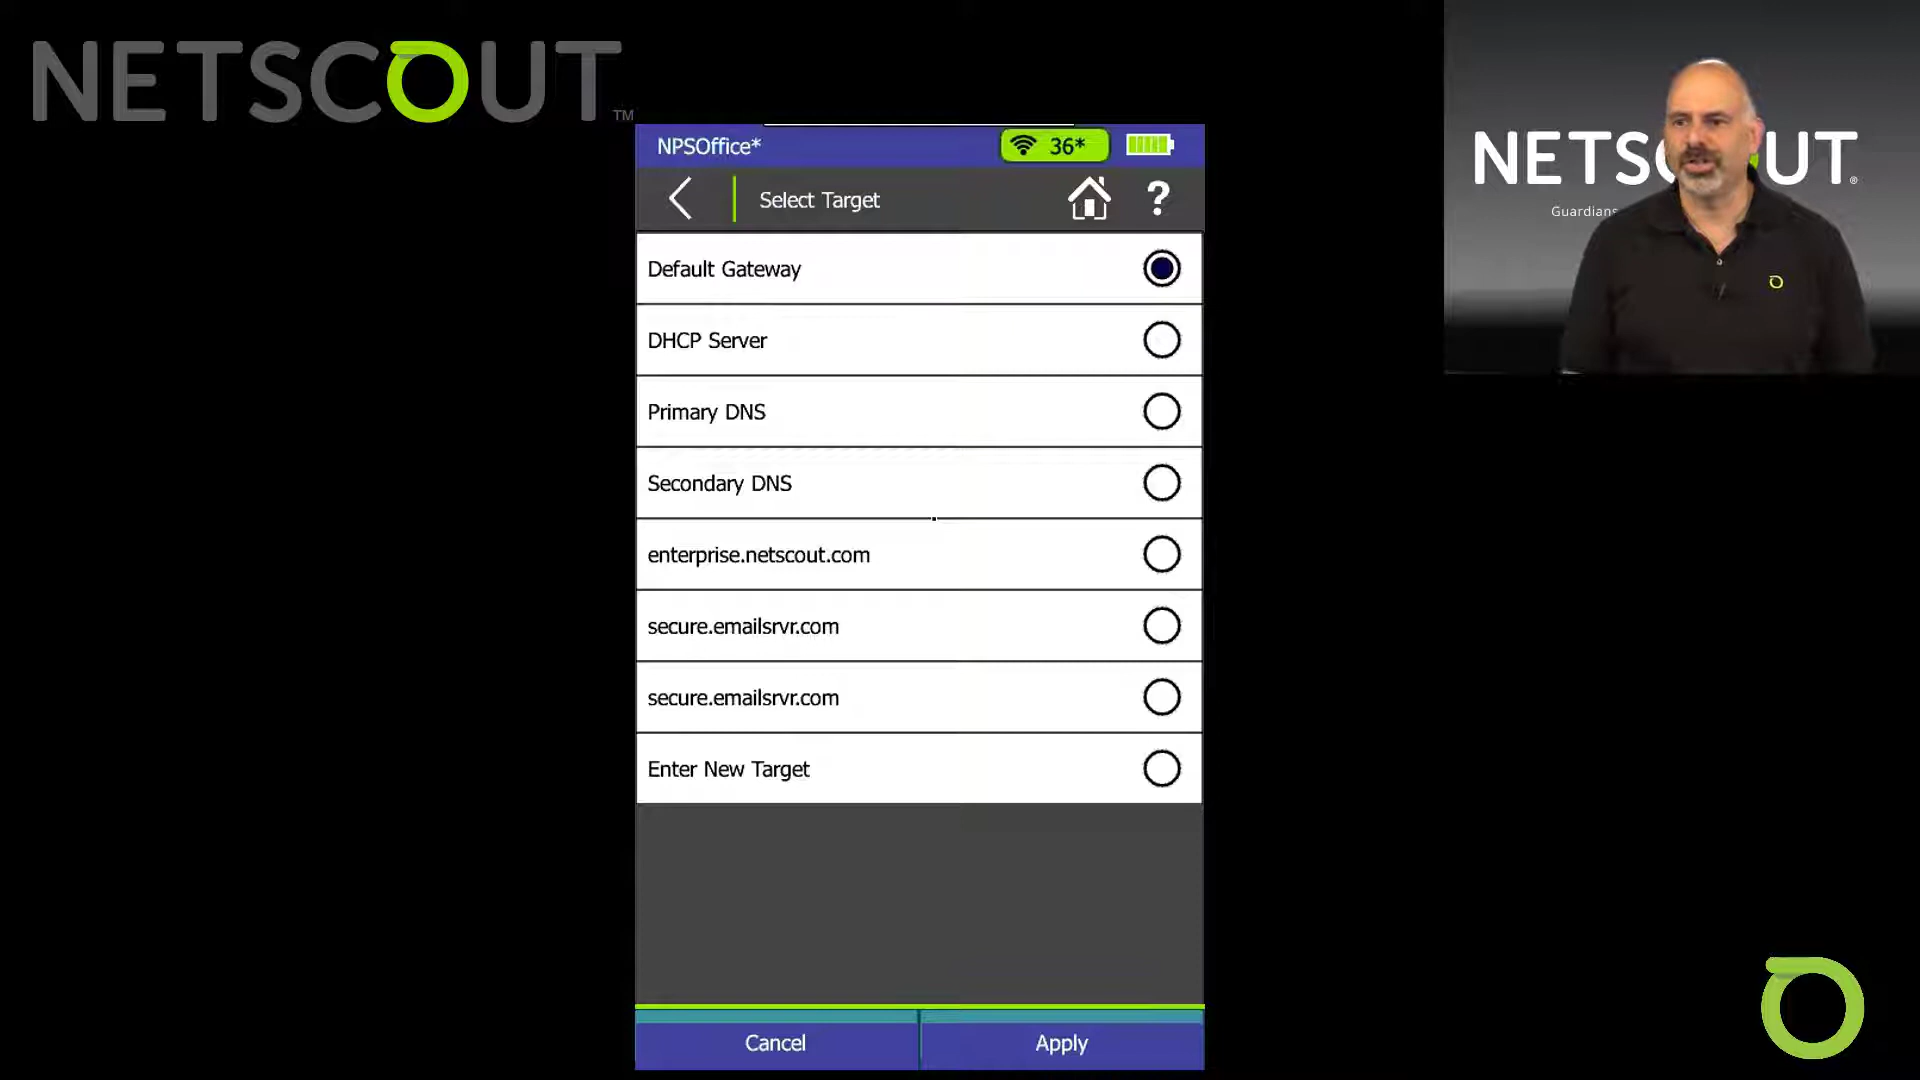 NETSCOUT™
NPSOffice*
36*
Select Target
?
Default Gateway
DHCP Server
Primary DNS
Secondary DNS
enterprise.netscout.com
secure.emailsrvr.com
secure.emailsrvr.com
Enter New Target
Cancel
Apply
NETSCOUT®
Guardians